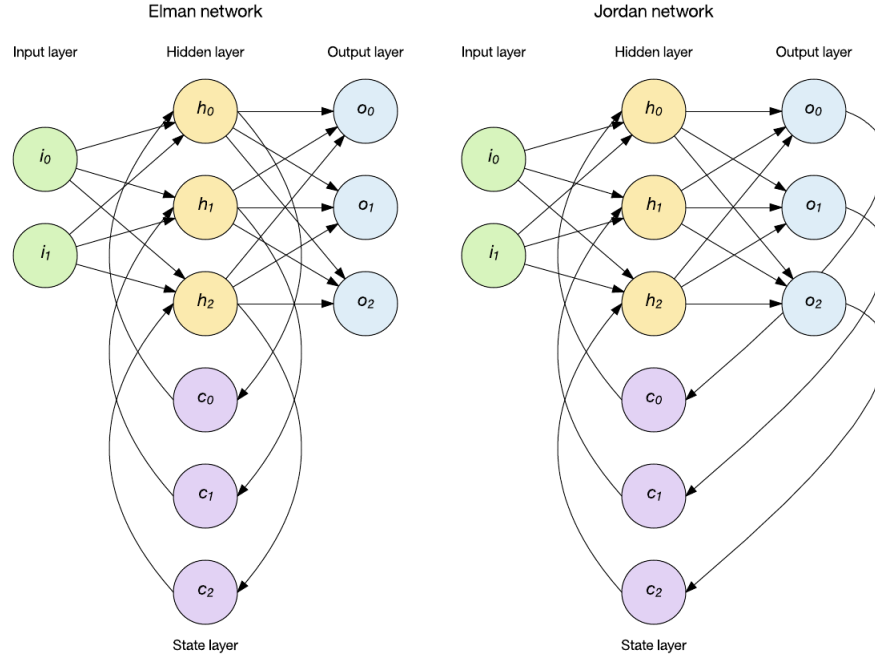 Elman network
Input layer
Hidden layer
Output layer
i0
i1
h0
h1
h2
o0
o1
o2
c0
c1
c2
State layer
Jordan network
Input layer
Hidden layer
Output layer
i0
i1
h0
h1
h2
o0
o1
o2
c0
c1
c2
State layer